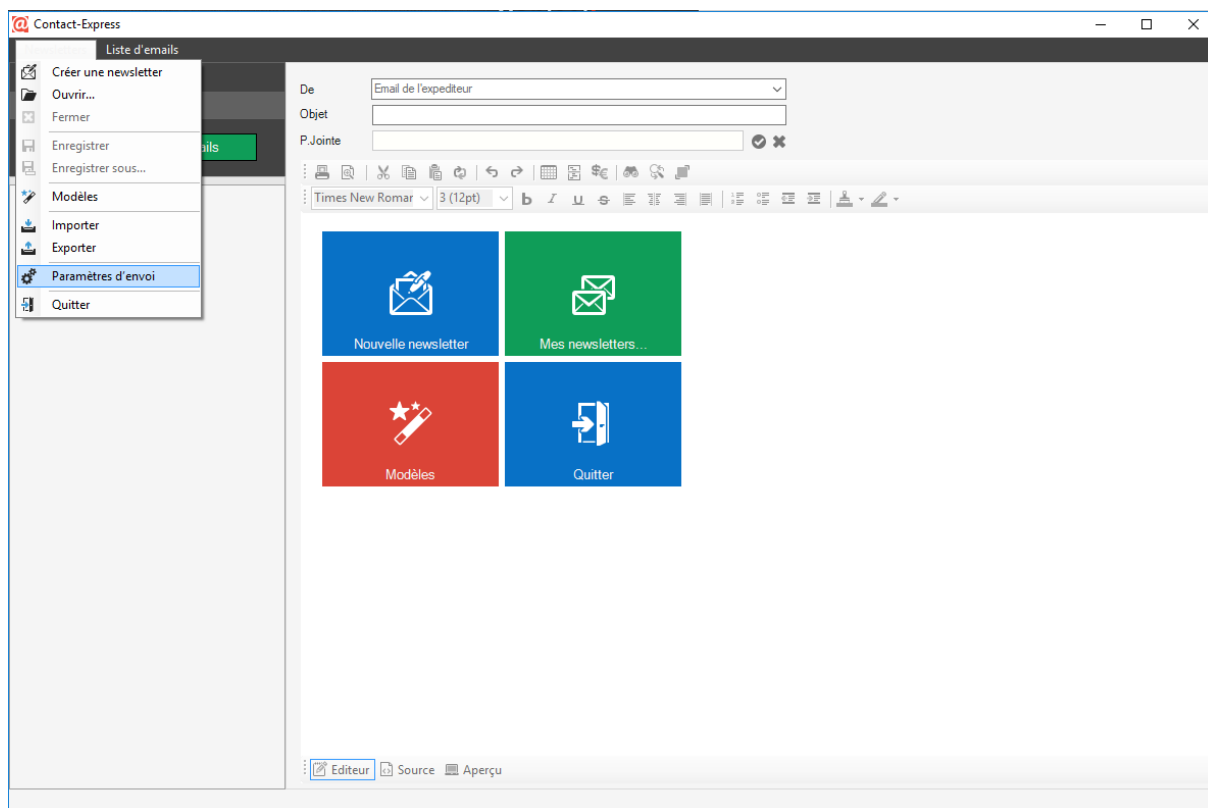 Contact-Express
Liste d'emails
Créer une newsletter
Ouvrir...
Fermer
Enregistrer
Enregistrer sous...
Modèles
Importer
Exporter
Paramètres d'envoi
Quitter
ails
De
Email de l'expediteur
Objet
P.Jointe
Times New Romar
3 (12pt)
Nouvelle newsletter
Mes newsletters...
Modèles
Quitter
Editeur
Source
Aperçu